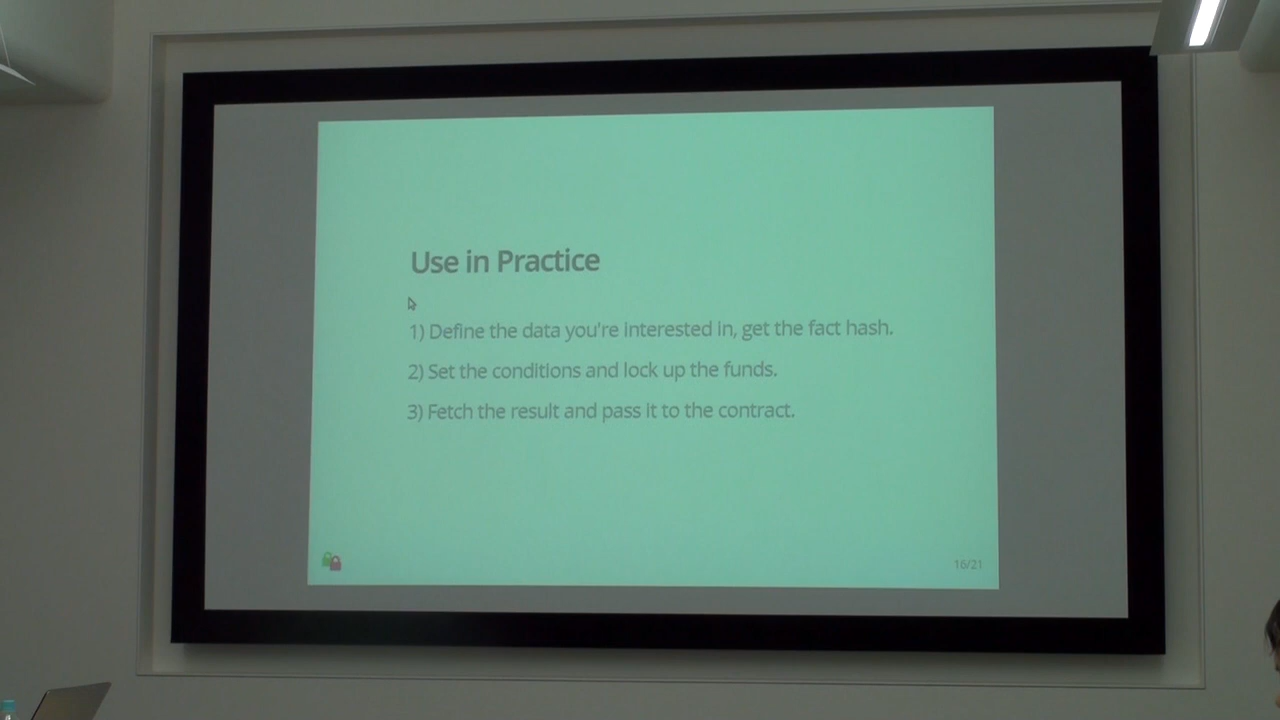 Use in Practice
1) Define the data you're interested in, get the fact hash.
2) Set the conditions and lock up the funds.
3) Fetch the result and pass it to the contract.
16/21